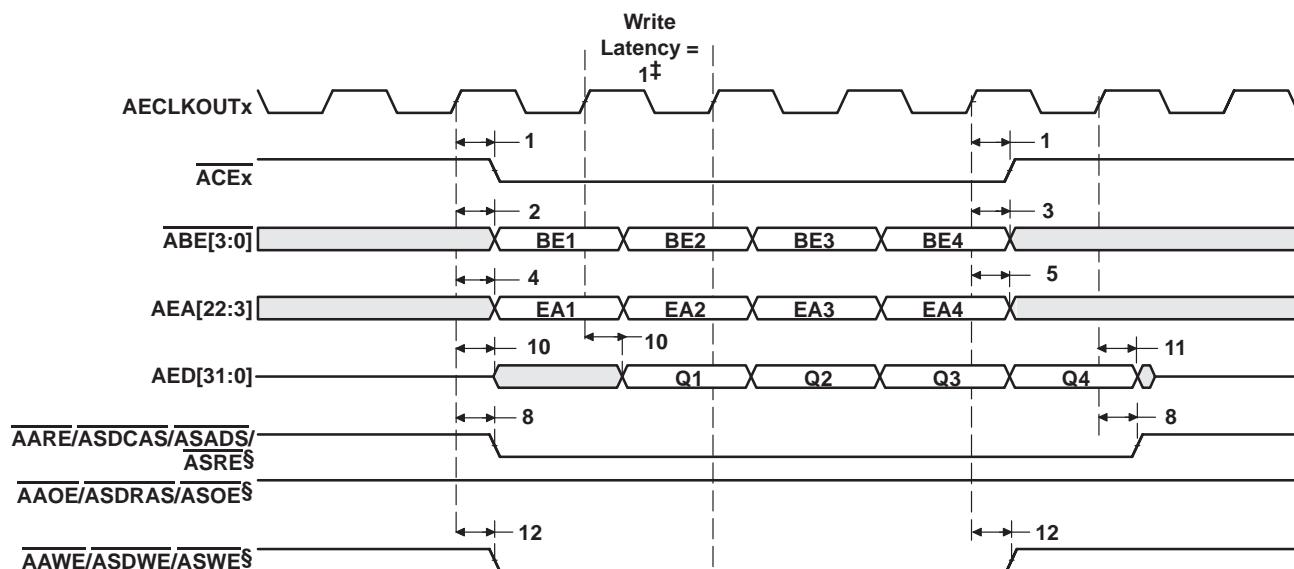 Write
Latency =
1‡
AECLKOUTx
1 1
ACEx
2 3
ABE[3:0] BE1 BE2 BE3 BE4
4 5
AEA[22:3] EA1 EA2 EA3 EA4
10 10 11
AED[31:0] Q1 Q2 Q3 Q4
8 8
AARE/ASDCAS/ASADS/
ASRE§
AAOE/ASDRAS/ASOE§
12 12
AAWE/ASDWE/ASWE§